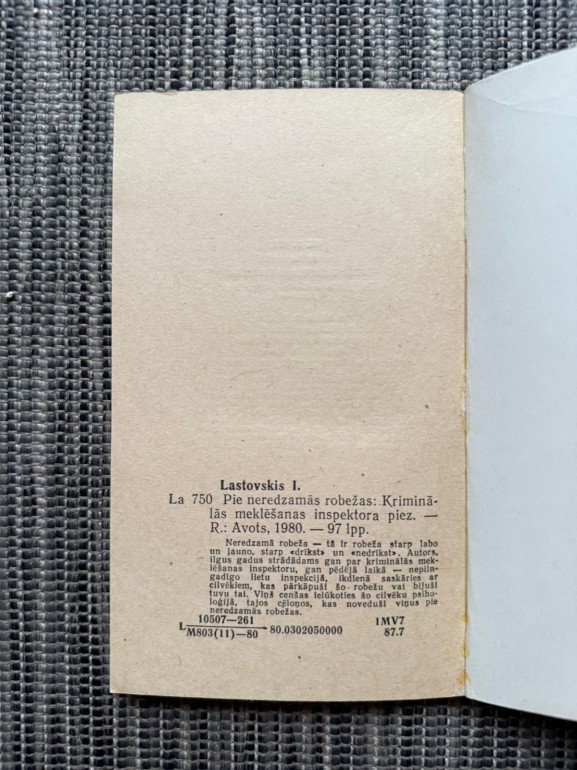 Lastovskis I.
La 750 Pie neredzamās robežas: Kriminā-
lās meklēšanas inspektora piez. —
R.: Avots, 1980. — 97 lpp.
Neredzamā robeža — tā ir robeža starp labo
un ļauno, starp «drīkst» un «nedrīkst». Autors,
ilgus gadus strādādams gan par kriminālās mek-
lēšanas inspektoru, gan pēdējā laikā — nepiln-
gadīgo lietu inspekcijā, ikdienā saskāries ar
cilvēkiem, kas pārkāpuši šo robežu vai bijuši
tuvu tai. Viņš cenšas ielūkoties šo cilvēku psiho-
loģijā, tajos cēloņos, kas noveduši viņus pie
neredzamās robežas.
10507—261 1MV7
L 80.0302050000
M803(11)—80 87.7